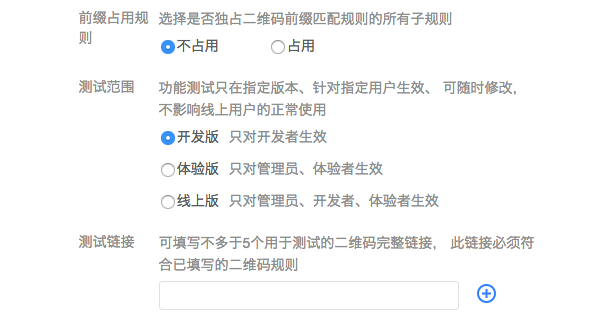 前缀占用规则
选择是否独占二维码前缀匹配规则的所有子规则
不占用 占用
测试范围
功能测试只在指定版本、针对指定用户生效、 可随时修改，
不影响线上用户的正常使用
开发版 只对开发者生效
体验版 只对管理员、体验者生效
线上版 只对管理员、开发者、体验者生效
测试链接
可填写不多于5个用于测试的二维码完整链接， 此链接必须符
合已填写的二维码规则